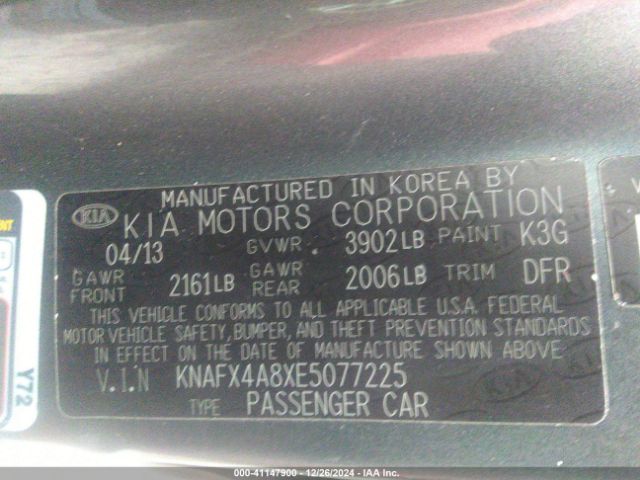 MANUFACTURED IN KOREA BY
KIA KIA MOTORS CORPORATION
04/13 GVWR 3902LB PAINT K3G
GAWR FRONT 2161LB GAWR REAR 2006LB TRIM DFR
THIS VEHICLE CONFORMS TO ALL APPLICABLE U.S.A. FEDERAL
MOTOR VEHICLE SAFETY, BUMPER, AND THEFT PREVENTION STANDARDS
IN EFFECT ON THE DATE OF MANUFACTURE SHOWN ABOVE.
V.I.N KNAFX4A8XE5077225
TYPE PASSENGER CAR
Y72
000-41147900 - 12/26/2024 - IAA Inc.